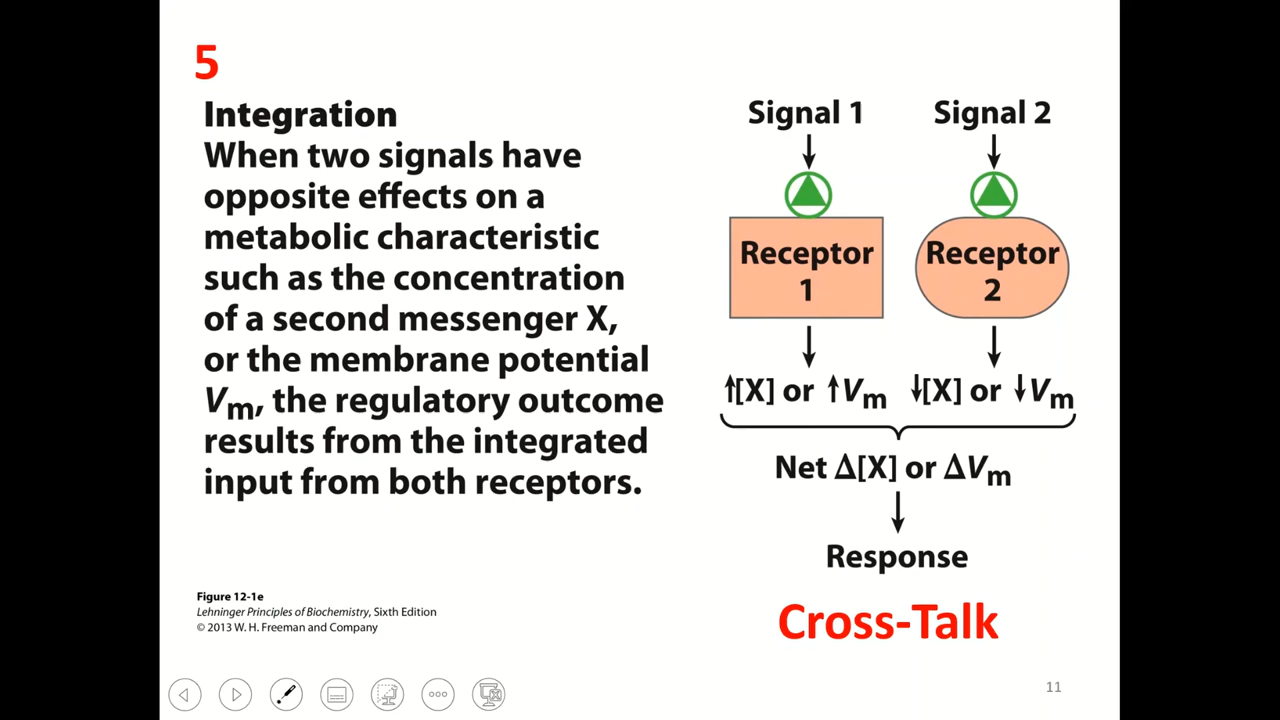 5
Integration
When two signals have
opposite effects on a
metabolic characteristic
such as the concentration
of a second messenger X,
or the membrane potential
Vm, the regulatory outcome
results from the integrated
input from both receptors.
Signal 1
Signal 2
Receptor
1
Receptor
2
↑[X] or ↑Vm
↓[X] or ↓Vm
Net Δ[X] or ΔVm
Response
Cross-Talk
Figure 12-1e
Lehninger Principles of Biochemistry, Sixth Edition
© 2013 W. H. Freeman and Company
11